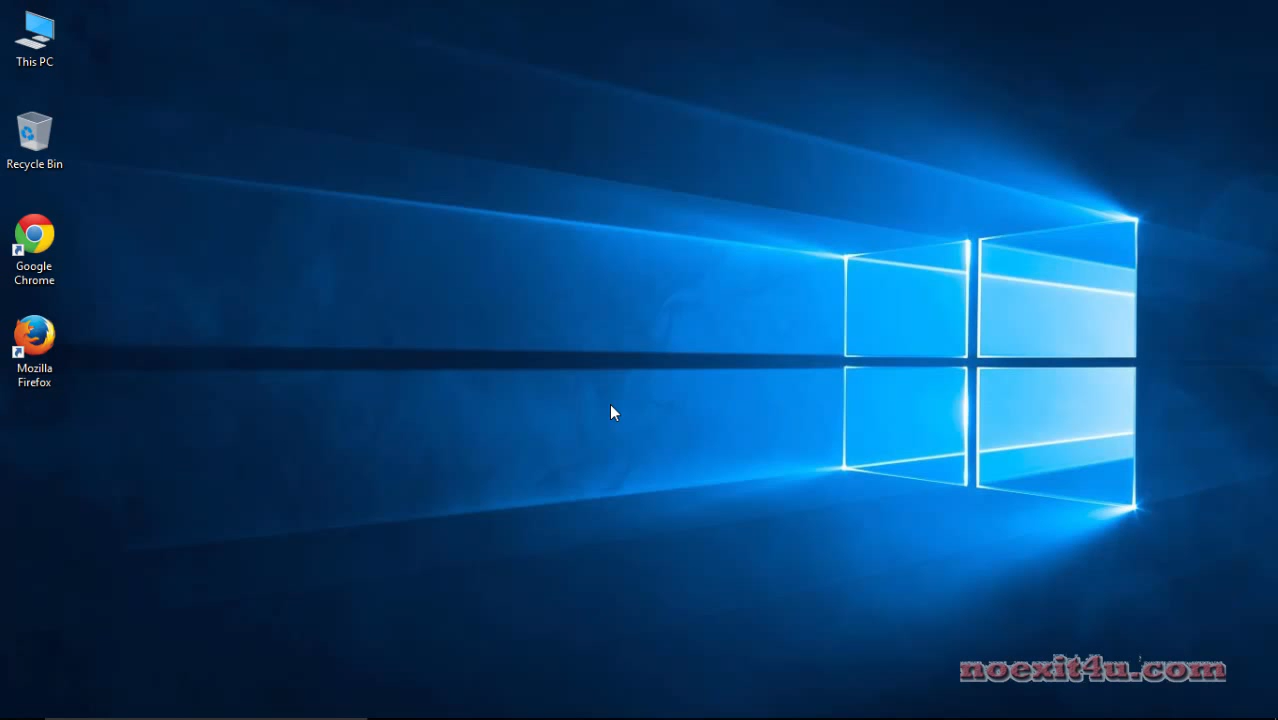 This PC
Recycle Bin
Google
Chrome
Mozilla
Firefox
noexit4u.com